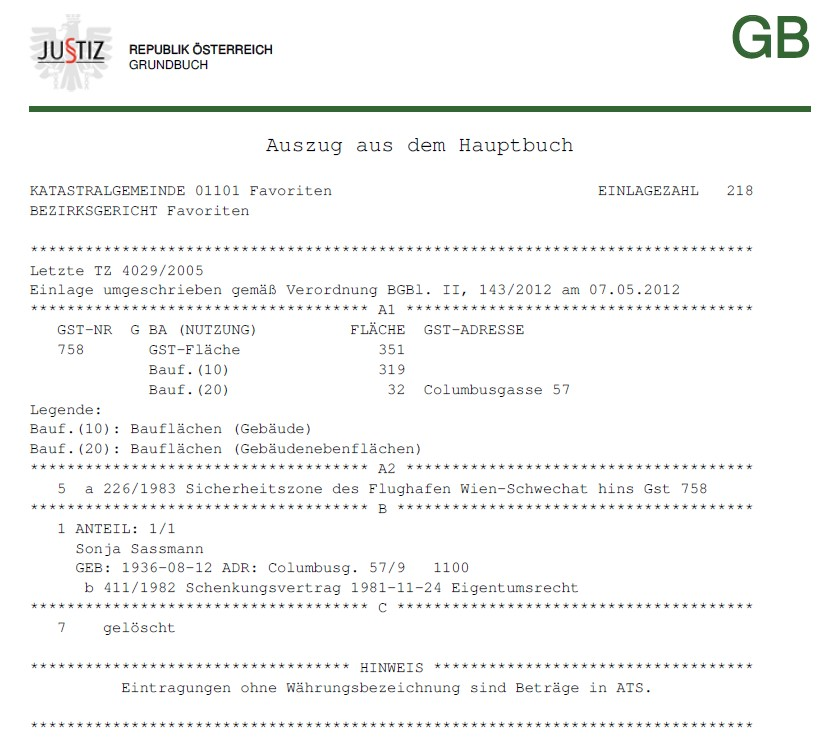 JUSTIZ
REPUBLIK ÖSTERREICH
GRUNDBUCH
GB
Auszug aus dem Hauptbuch
KATASTRALGEMEINDE 01101 Favoriten EINLAGEZAHL 218
BEZIRKSGERICHT Favoriten
*******************************************************************************
Letzte TZ 4029/2005
Einlage umgeschrieben gemäß Verordnung BGBl. II, 143/2012 am 07.05.2012
************************************* A1 **************************************
GST-NR G BA (NUTZUNG) FLÄCHE GST-ADRESSE
758 GST-Fläche 351
Bauf.(10) 319
Bauf.(20) 32 Columbusgasse 57
Legende:
Bauf.(10): Bauflächen (Gebäude)
Bauf.(20): Bauflächen (Gebäudenebenflächen)
************************************* A2 **************************************
5 a 226/1983 Sicherheitszone des Flughafen Wien-Schwechat hins Gst 758
************************************* B ***************************************
1 ANTEIL: 1/1
Sonja Sassmann
GEB: 1936-08-12 ADR: Columbusg. 57/9 1100
b 411/1982 Schenkungsvertrag 1981-11-24 Eigentumsrecht
************************************* C ***************************************
7 gelöscht
*********************************** HINWEIS ***********************************
Eintragungen ohne Währungsbezeichnung sind Beträge in ATS.
*******************************************************************************